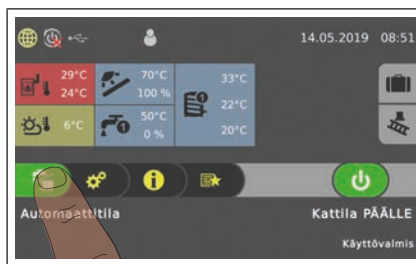 14.05.2019 08:51
29°C 70°C 33°C
24°C 100 % 22°C
6°C 50°C 20°C
0 %
Automaattitila Kattila PÄÄLLE
Käyttövalmis